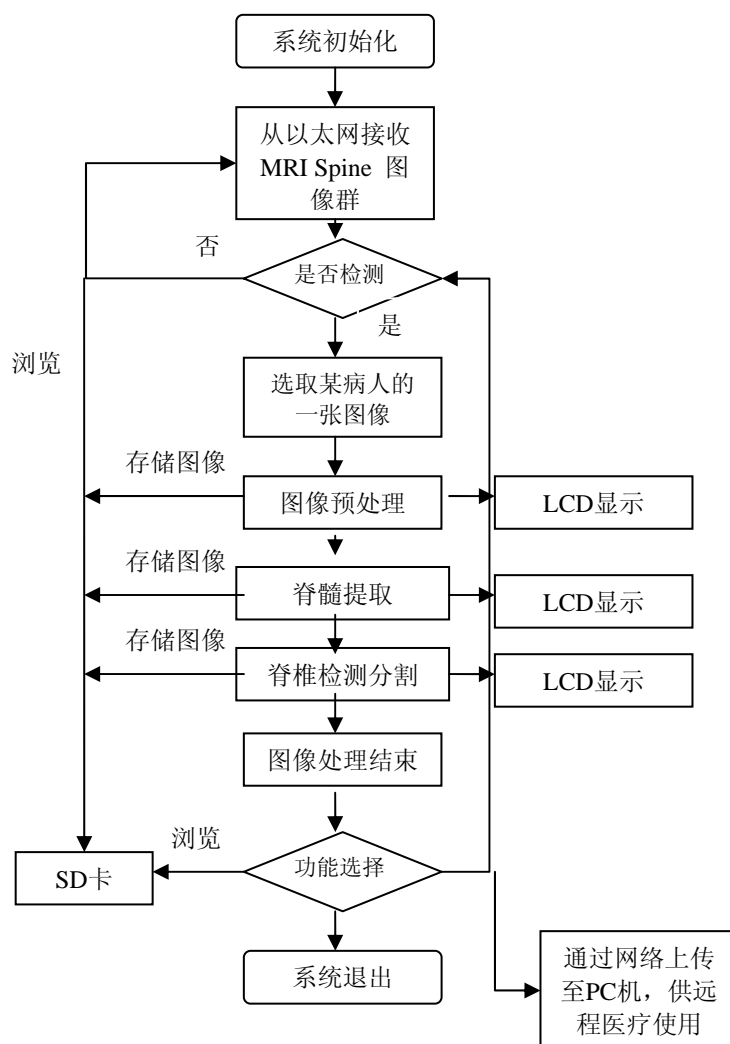 系统初始化
从以太网接收
MRI Spine 图
像群
否
是否检测
是
浏览
选取某病人的
一张图像
存储图像
图像预处理
LCD显示
存储图像
脊髓提取
LCD显示
存储图像
脊椎检测分割
LCD显示
图像处理结束
浏览
功能选择
SD卡
系统退出
通过网络上传
至PC机，供远
程医疗使用